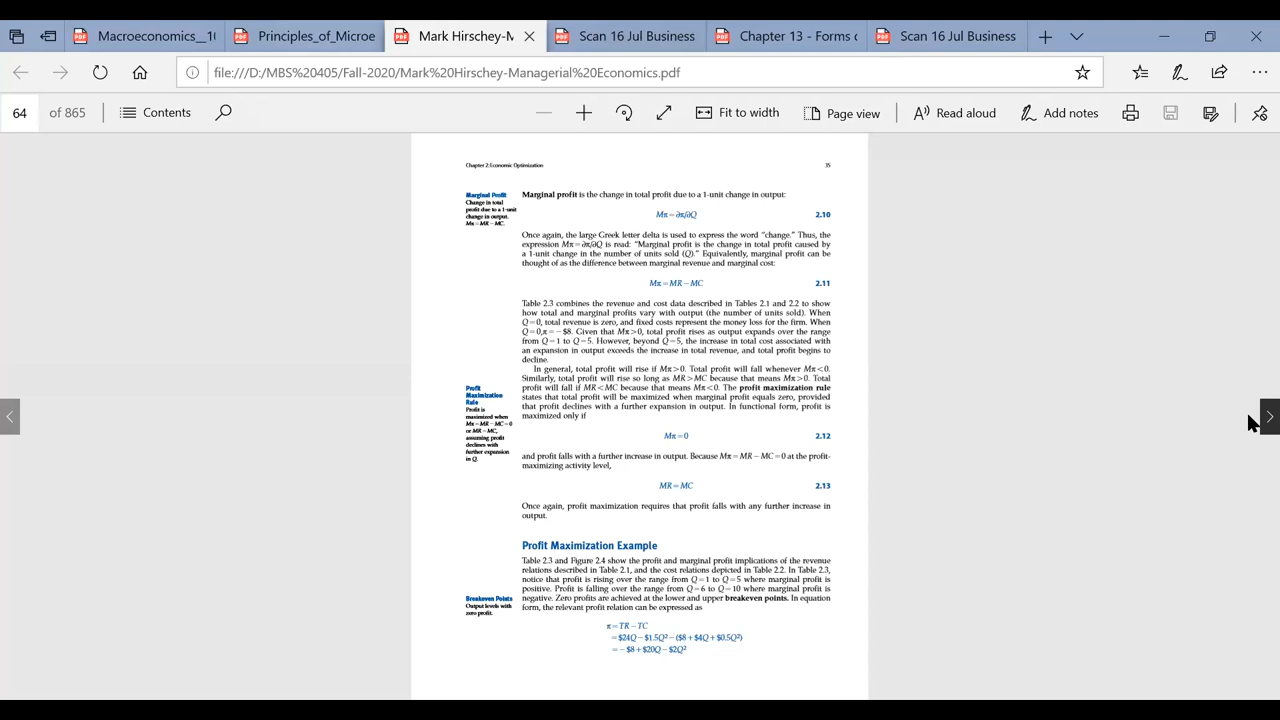 Macroeconomics__10
Principles_of_Microe
Mark Hirschey-M
Scan 16 Jul Business
Chapter 13 - Forms o
Scan 16 Jul Business
file:///D:/MBS%20405/Fall-2020/Mark%20Hirschey-Managerial%20Economics.pdf
64 of 865 Contents Fit to width Page view Read aloud Add notes
Chapter 2: Economic Optimization 35
Marginal Profit
Change in total
profit due to a 1-unit
change in output.
Mπ = MR – MC.
Marginal profit is the change in total profit due to a 1-unit change in output:
Mπ = ∂π/∂Q 2.10
Once again, the large Greek letter delta is used to express the word “change.” Thus, the
expression Mπ = ∂π/∂Q is read: “Marginal profit is the change in total profit caused by
a 1-unit change in the number of units sold (Q).” Equivalently, marginal profit can be
thought of as the difference between marginal revenue and marginal cost:
Mπ = MR – MC 2.11
Table 2.3 combines the revenue and cost data described in Tables 2.1 and 2.2 to show
how total and marginal profits vary with output (the number of units sold). When
Q = 0, total revenue is zero, and fixed costs represent the money loss for the firm. When
Q = 0,π = – $8. Given that Mπ > 0, total profit rises as output expands over the range
from Q = 1 to Q = 5. However, beyond Q = 5, the increase in total cost associated with
an expansion in output exceeds the increase in total revenue, and total profit begins to
decline.
In general, total profit will rise if Mπ > 0. Total profit will fall whenever Mπ < 0.
Similarly, total profit will rise so long as MR > MC because that means Mπ > 0. Total
profit will fall if MR < MC because that means Mπ < 0. The profit maximization rule
states that total profit will be maximized when marginal profit equals zero, provided
that profit declines with a further expansion in output. In functional form, profit is
maximized only if
Profit
Maximization
Rule
Profit is
maximized when
Mπ = MR – MC = 0
or MR = MC,
assuming profit
declines with
further expansion
in Q.
Mπ = 0 2.12
and profit falls with a further increase in output. Because Mπ = MR – MC = 0 at the profit-
maximizing activity level,
MR = MC 2.13
Once again, profit maximization requires that profit falls with any further increase in
output.
Profit Maximization Example
Table 2.3 and Figure 2.4 show the profit and marginal profit implications of the revenue
relations described in Table 2.1, and the cost relations depicted in Table 2.2. In Table 2.3,
notice that profit is rising over the range from Q = 1 to Q = 5 where marginal profit is
positive. Profit is falling over the range from Q = 6 to Q = 10 where marginal profit is
negative. Zero profits are achieved at the lower and upper breakeven points. In equation
form, the relevant profit relation can be expressed as
Breakeven Points
Output levels with
zero profit.
π = TR – TC
= $24Q – $1.5Q² – ($8 + $4Q + $0.5Q²)
= – $8 + $20Q – $2Q²